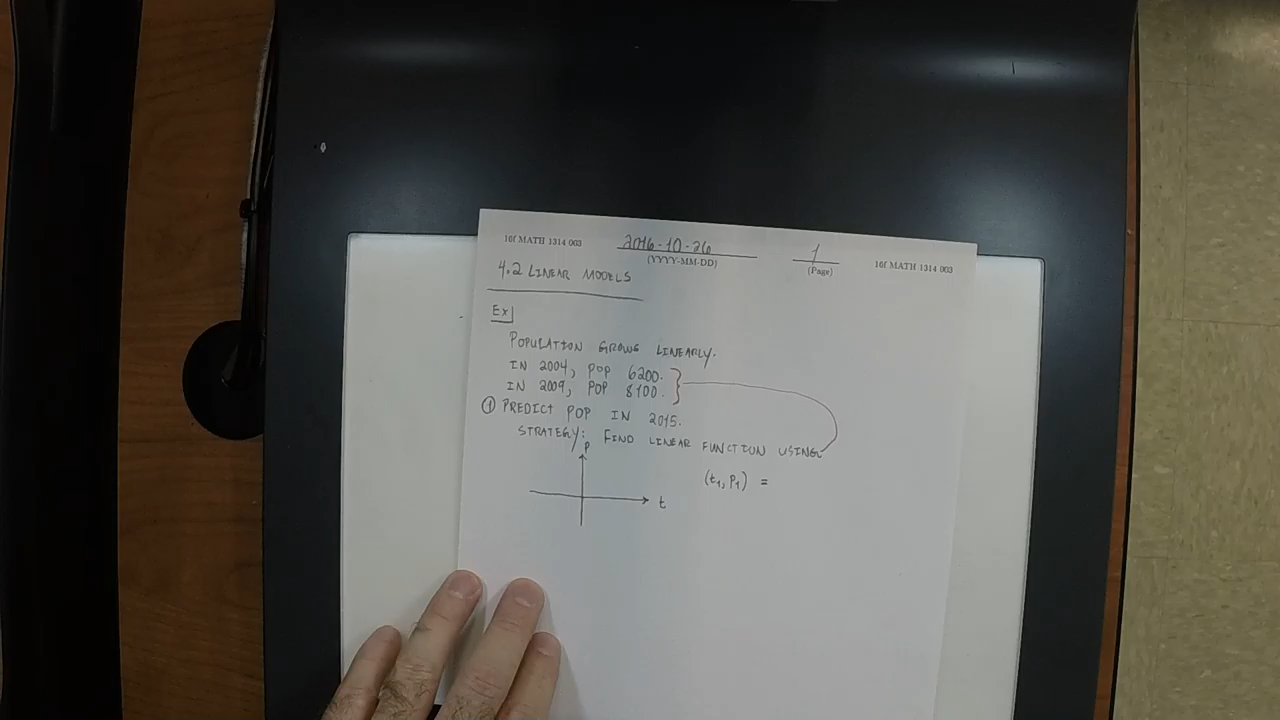 16f MATH 1314 003 2016-10-26 1 16f MATH 1314 003
(YYYY-MM-DD) (Page)
4.2 LINEAR MODELS
Ex
POPULATION GROWS LINEARLY.
IN 2004, POP 6200.
IN 2009, POP 8100.
① PREDICT POP IN 2015.
STRATEGY: FIND LINEAR FUNCTION USING
P
(t₁, P₁) =
t